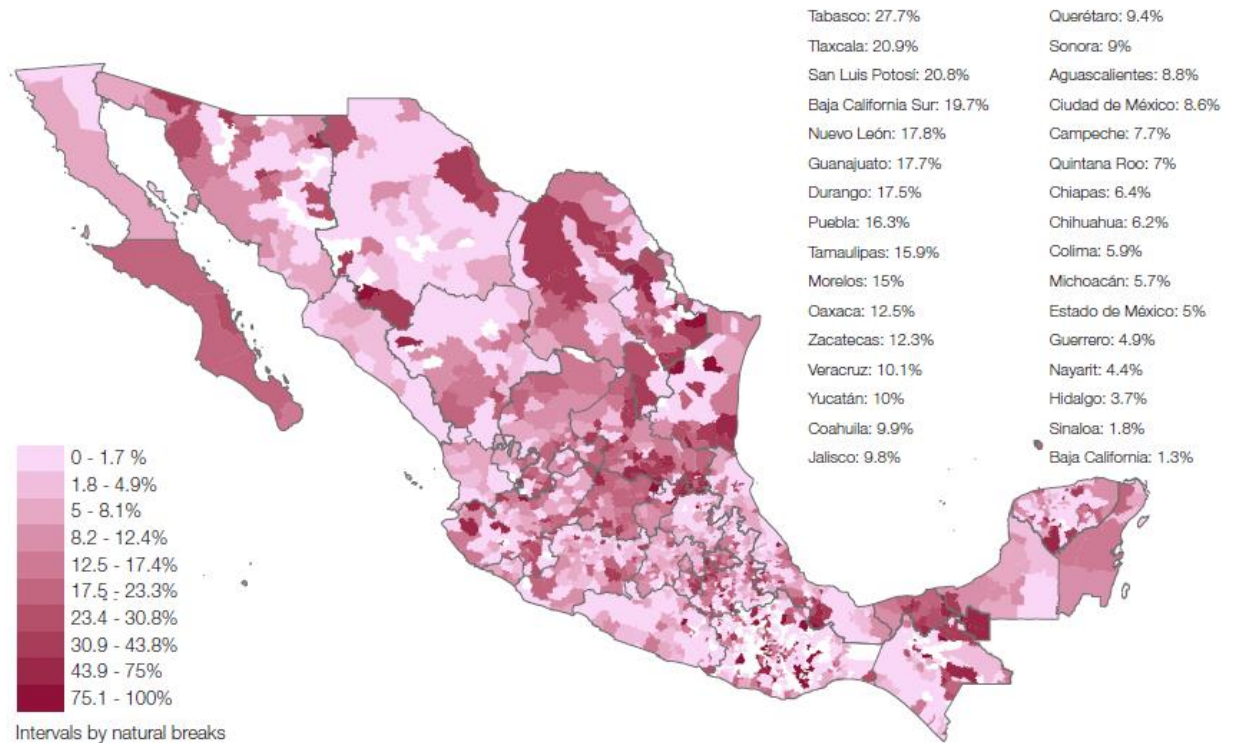 Tabasco: 27.7%
Tlaxcala: 20.9%
San Luis Potosí: 20.8%
Baja California Sur: 19.7%
Nuevo León: 17.8%
Guanajuato: 17.7%
Durango: 17.5%
Puebla: 16.3%
Tamaulipas: 15.9%
Morelos: 15%
Oaxaca: 12.5%
Zacatecas: 12.3%
Veracruz: 10.1%
Yucatán: 10%
Coahuila: 9.9%
Jalisco: 9.8%
Querétaro: 9.4%
Sonora: 9%
Aguascalientes: 8.8%
Ciudad de México: 8.6%
Campeche: 7.7%
Quintana Roo: 7%
Chiapas: 6.4%
Chihuahua: 6.2%
Colima: 5.9%
Michoacán: 5.7%
Estado de México: 5%
Guerrero: 4.9%
Nayarit: 4.4%
Hidalgo: 3.7%
Sinaloa: 1.8%
Baja California: 1.3%
0 - 1.7 %
1.8 - 4.9%
5 - 8.1%
8.2 - 12.4%
12.5 - 17.4%
17.5 - 23.3%
23.4 - 30.8%
30.9 - 43.8%
43.9 - 75%
75.1 - 100%
Intervals by natural breaks